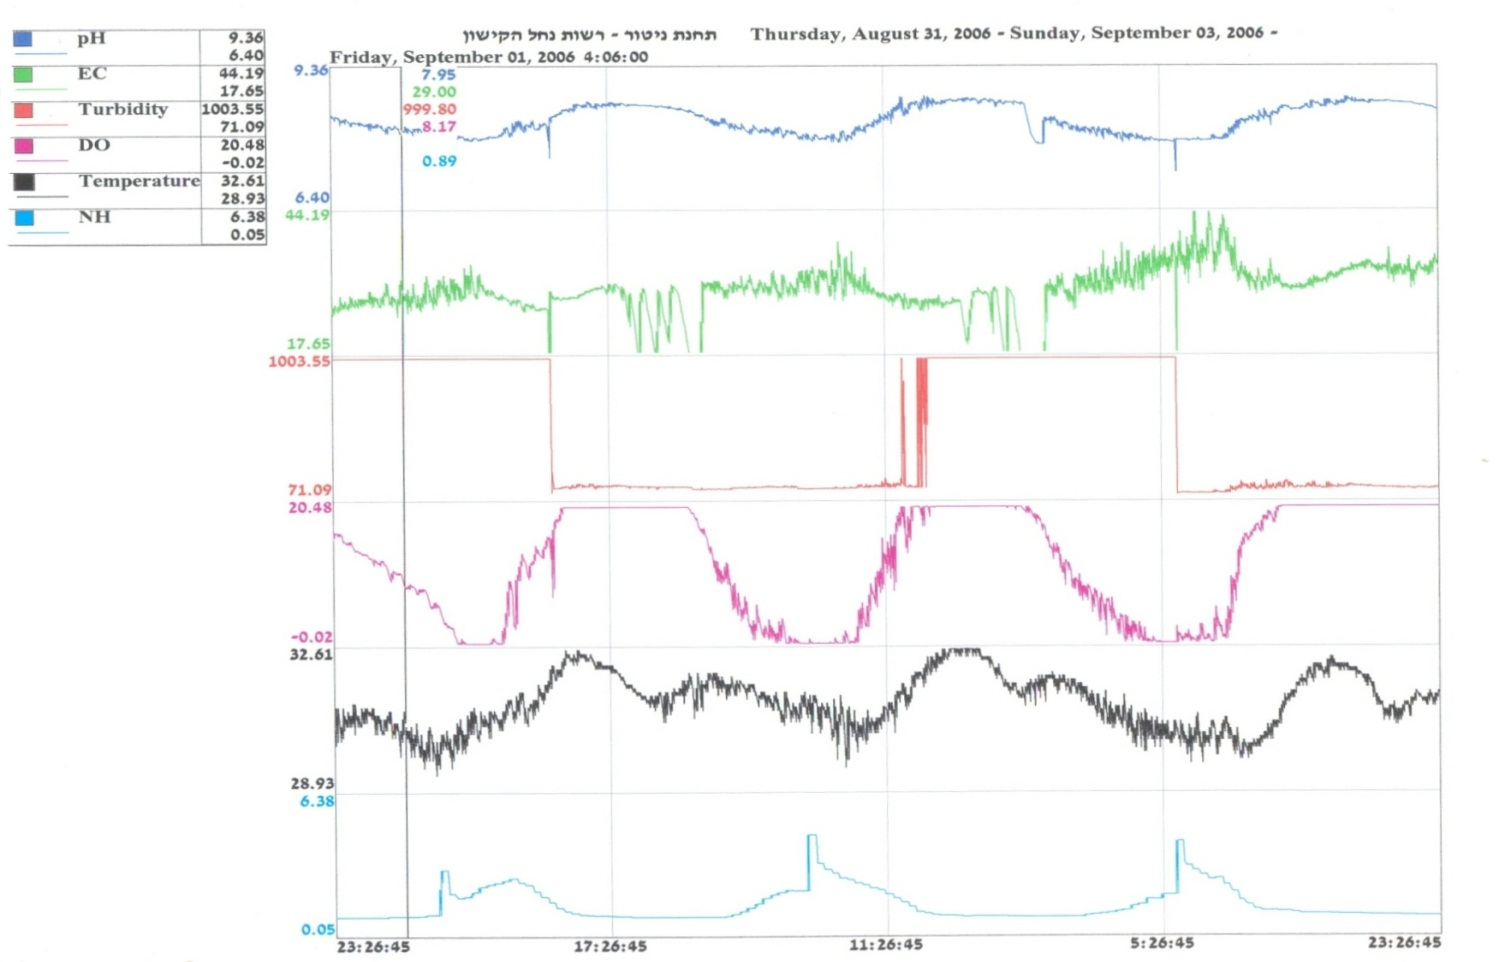 תחנת ניטור - רשות נחל הקישון Thursday, August 31, 2006 - Sunday, September 03, 2006 -
Friday, September 01, 2006 4:06:00
pH 9.36
6.40
EC 44.19
17.65
Turbidity 1003.55
71.09
DO 20.48
-0.02
Temperature 32.61
28.93
NH 6.38
0.05
9.36
7.95
29.00
999.80
8.17
0.89
6.40
44.19
17.65
1003.55
71.09
20.48
-0.02
32.61
28.93
6.38
0.05
23:26:45 17:26:45 11:26:45 5:26:45 23:26:45